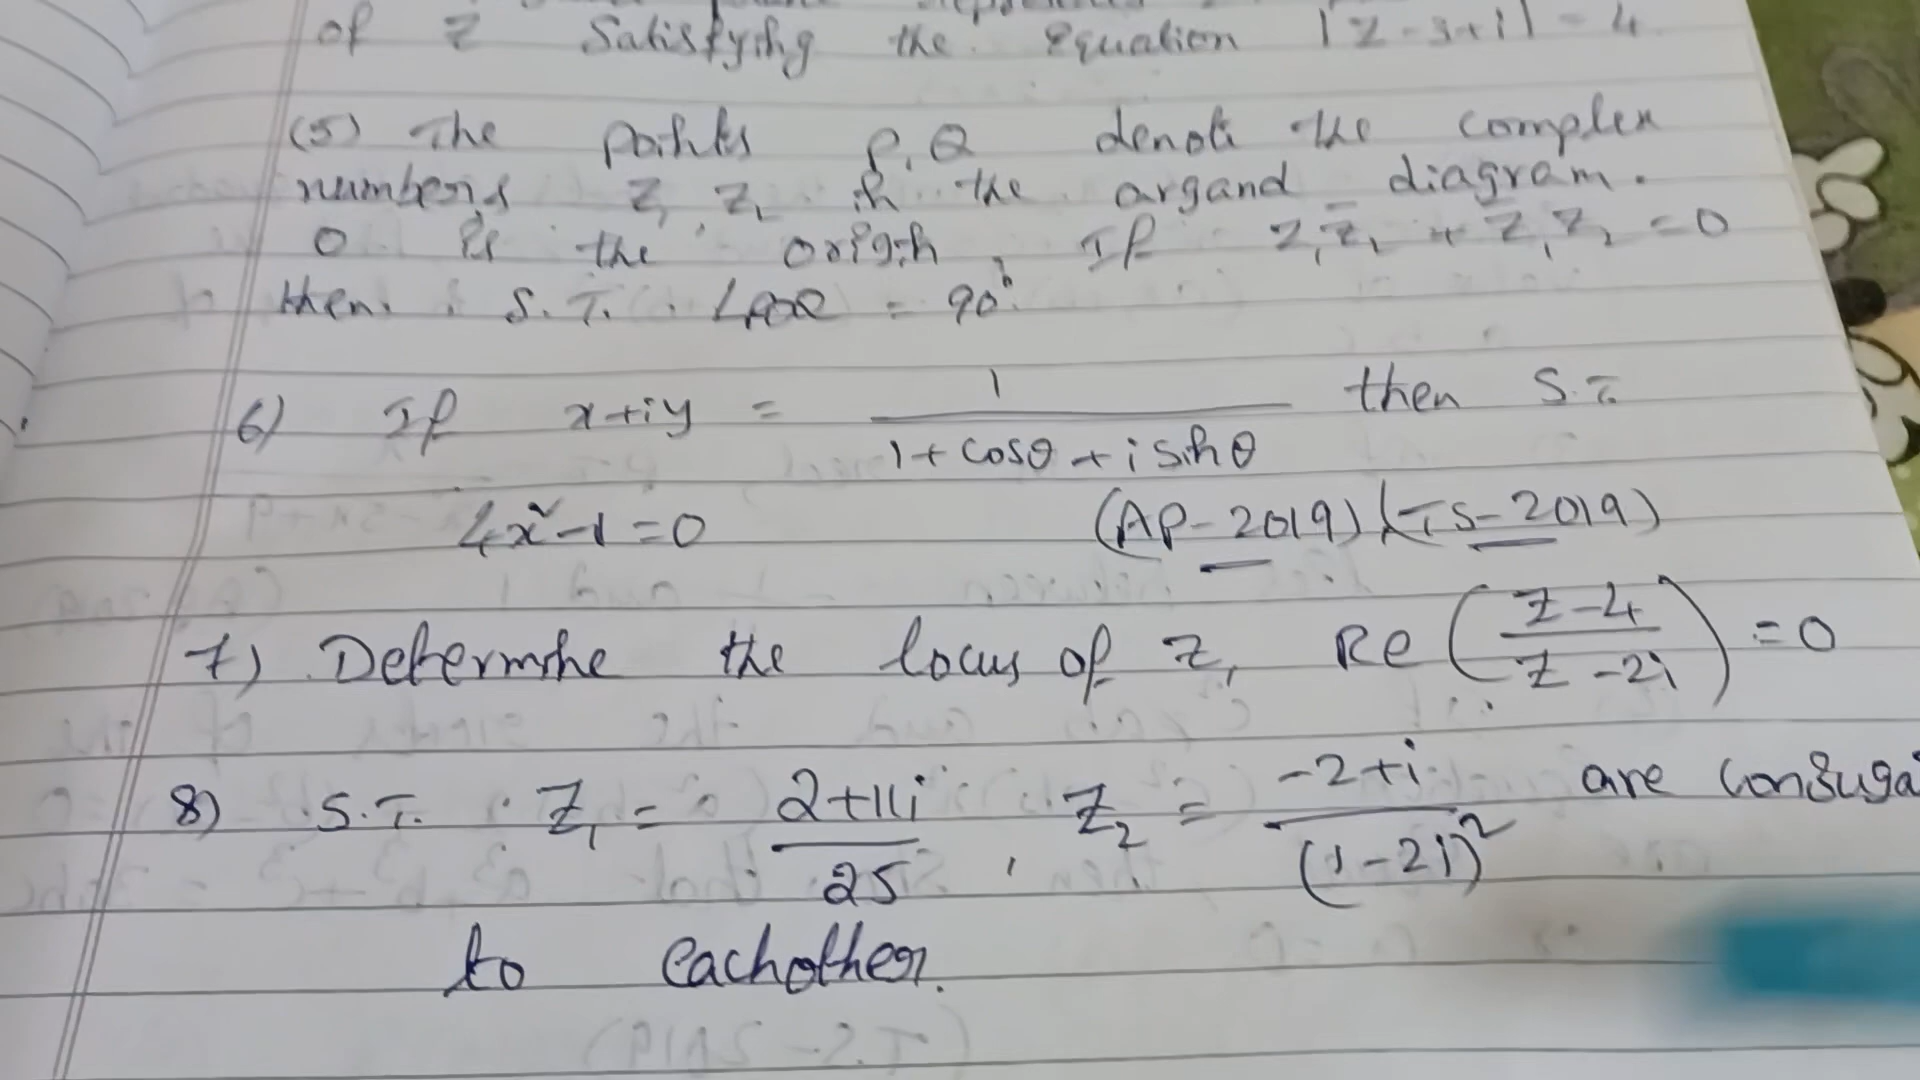 of z satisfying the equation |z-3+i| = 4
(5) The points P, Q denote the complex
numbers z, z₁ in the argand diagram.
O is the origin, If z₁z̄₁ + z̄₁z₂ = 0
then S.T. ∠POQ = 90°
6) If x+iy = 1/(1+cosθ+i sinθ) then S.T
4x²-1=0 (AP-2019) (TS-2019)
7) Determine the locus of z, Re((z-4)/(z-2i)) = 0
8) S.T. Z₁ = (2+11i)/25 , Z₂ = (-2+i)/(1-2i)² are conjuga
to eachother.